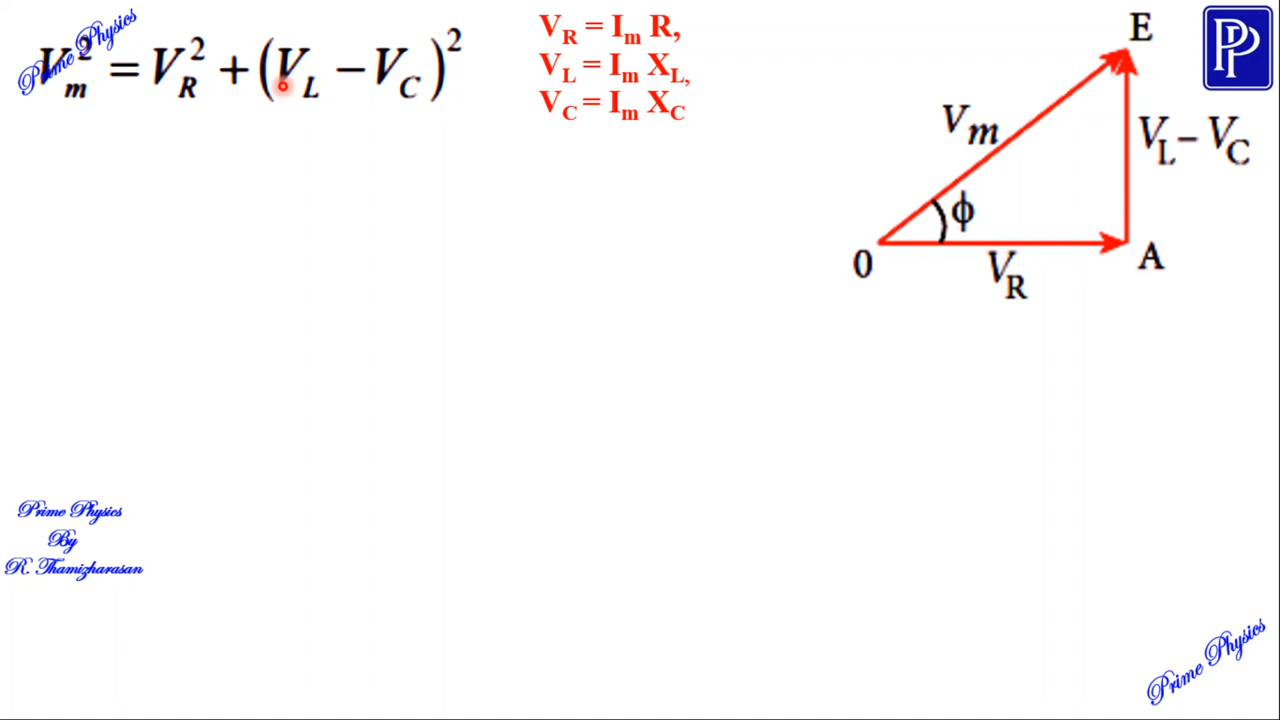 Prime Physics
V_m^2 = V_R^2 + (V_L − V_C)^2
V_R = I_m R,
V_L = I_m X_L,
V_C = I_m X_C
E
PP
V_m
V_L − V_C
ϕ
0
V_R
A
Prime Physics
By
R. Thamizharasan
Prime Physics